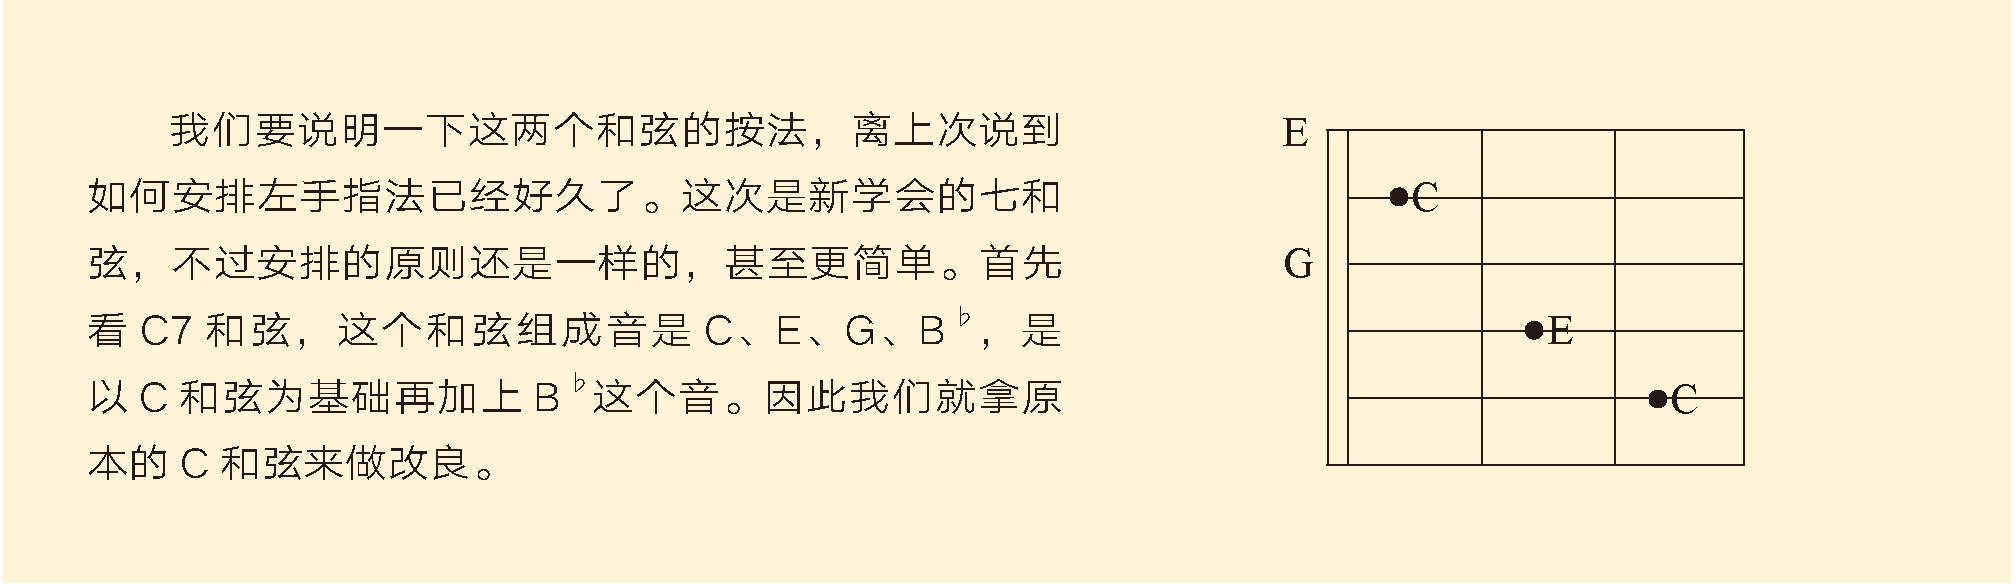 我们要说明一下这两个和弦的按法，离上次说到
如何安排左手指法已经好久了。这次是新学会的七和
弦，不过安排的原则还是一样的，甚至更简单。首先
看 C7 和弦，这个和弦组成音是 C、E、G、B♭，是
以 C 和弦为基础再加上 B♭这个音。因此我们就拿原
本的 C 和弦来做改良。
E
C
G
E
C